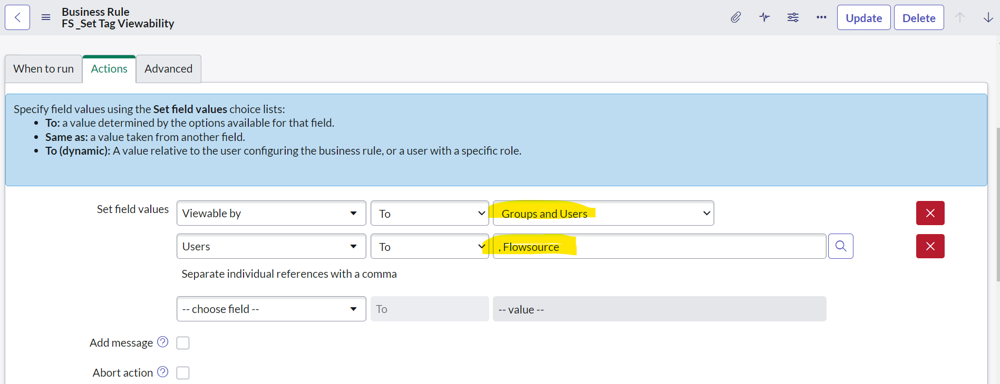 Business Rule
FS _Set Tag Viewability
Update
Delete
When to run
Actions
Advanced
Specify field values using the Set field values choice lists:
• To: a value determined by the options available for that field.
• Same as: a value taken from another field.
• To (dynamic): A value relative to the user configuring the business rule, or a user with a specific role.
Set field values Viewable by To Groups and Users
Users To , Flowsource
Separate individual references with a comma
-- choose field -- To -- value --
Add message ?
Abort action ?